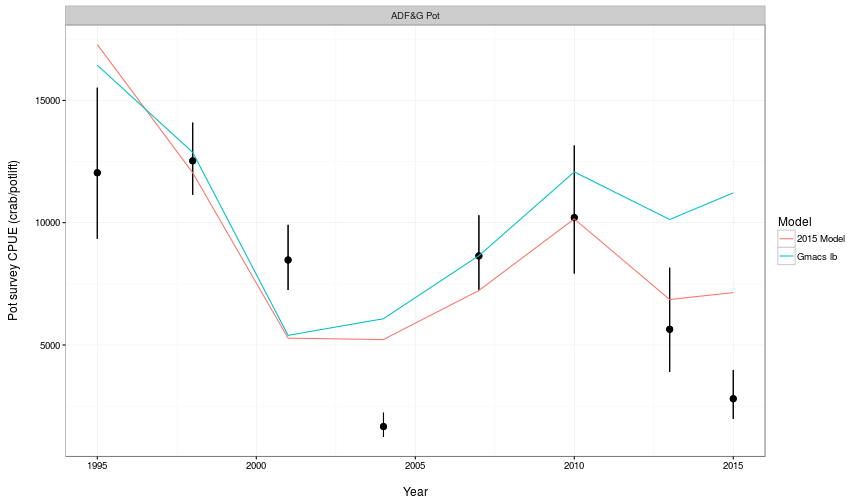 ADF&G Pot
Pot survey CPUE (crab/potlift)
15000
10000
5000
1995
2000
2005
2010
2015
Year
Model
2015 Model
Gmacs lb